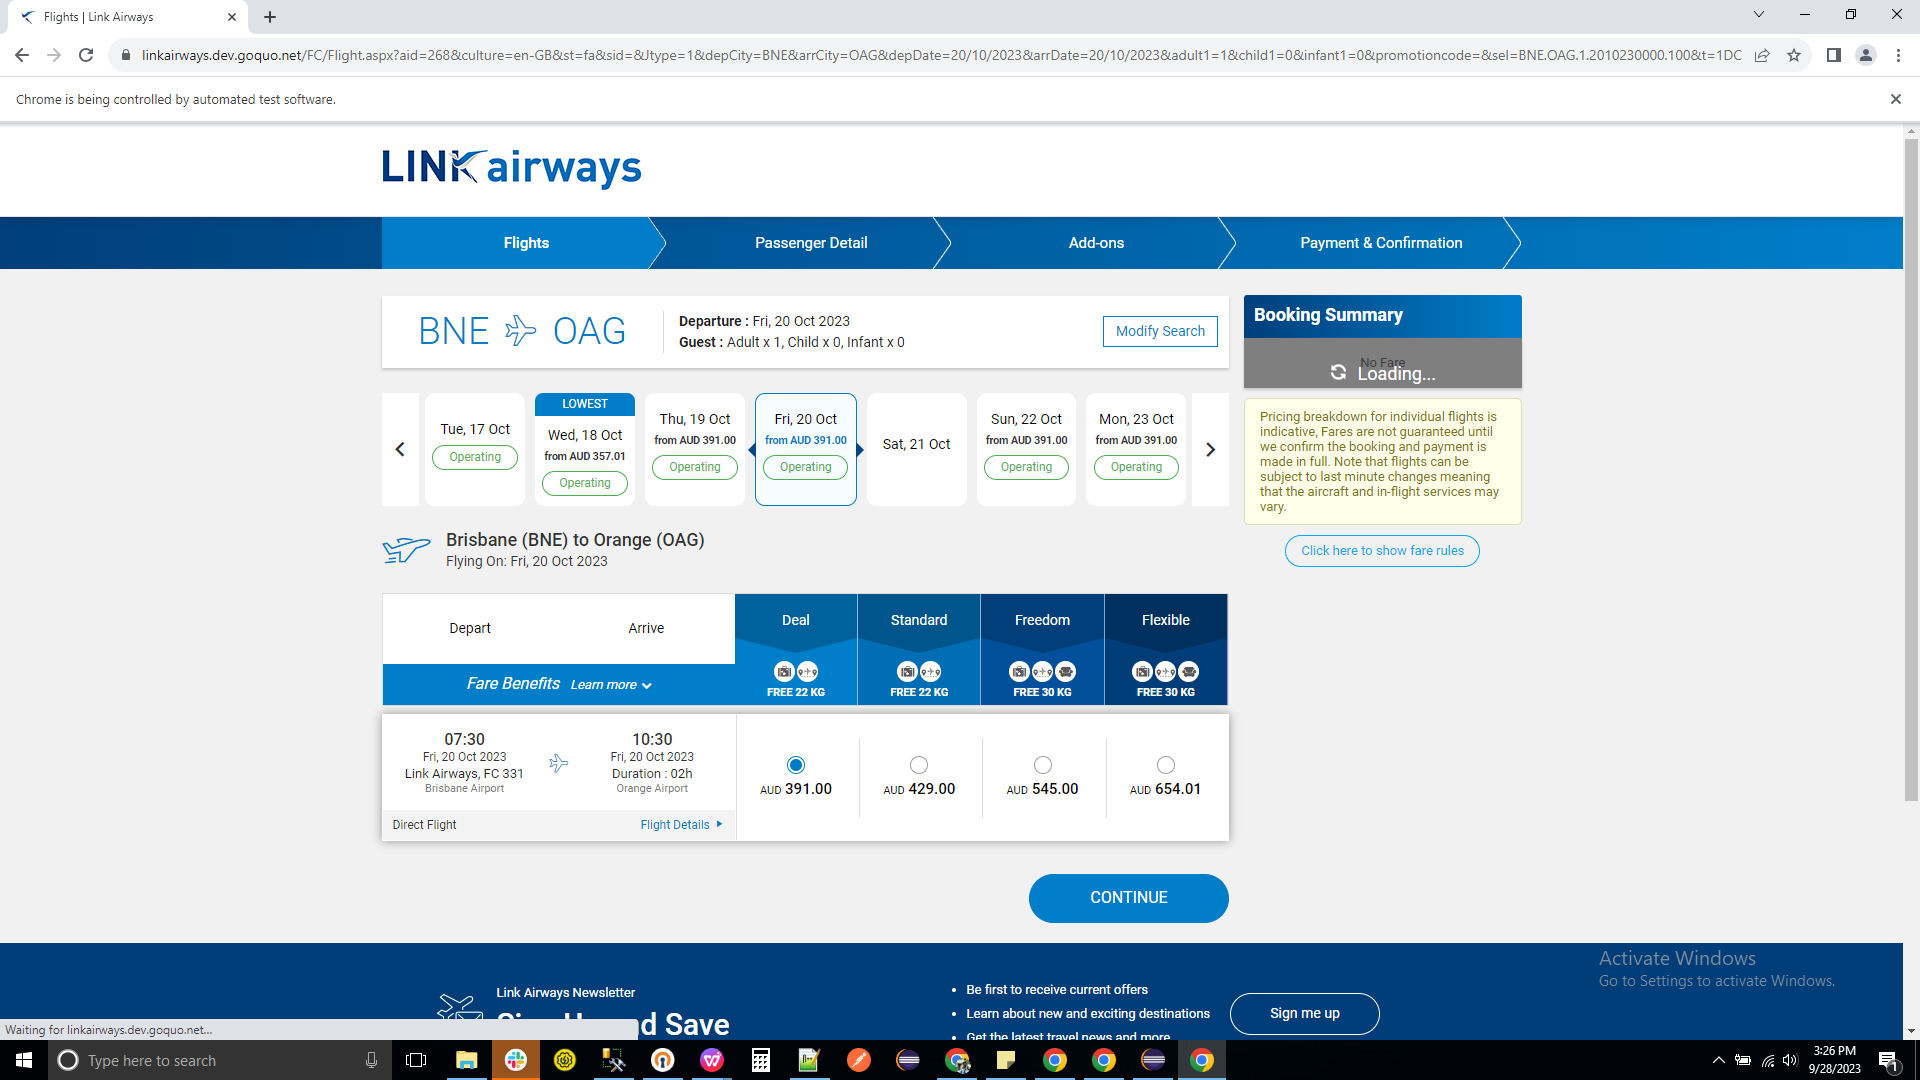 Flights | Link Airways
linkairways.dev.goquo.net/FC/Flight.aspx?aid=268&culture=en-GB&st=fa&sid=&Jtype=1&depCity=BNE&arrCity=OAG&depDate=20/10/2023&arrDate=20/10/2023&adult1=1&child1=0&infant1=0&promotioncode=&sel=BNE.OAG.1.2010230000.100&t=1DC
Chrome is being controlled by automated test software.
LINK airways
Flights
Passenger Detail
Add-ons
Payment & Confirmation
BNE OAG
Departure : Fri, 20 Oct 2023
Guest : Adult x 1, Child x 0, Infant x 0
Modify Search
Booking Summary
No Fare
Loading...
Pricing breakdown for individual flights is
indicative, Fares are not guaranteed until
we confirm the booking and payment is
made in full. Note that flights can be
subject to last minute changes meaning
that the aircraft and in-flight services may
vary.
Click here to show fare rules
Tue, 17 Oct
Operating
LOWEST
Wed, 18 Oct
from AUD 357.01
Operating
Thu, 19 Oct
from AUD 391.00
Operating
Fri, 20 Oct
from AUD 391.00
Operating
Sat, 21 Oct
Sun, 22 Oct
from AUD 391.00
Operating
Mon, 23 Oct
from AUD 391.00
Operating
Brisbane (BNE) to Orange (OAG)
Flying On: Fri, 20 Oct 2023
Depart
Arrive
Deal
Standard
Freedom
Flexible
Fare Benefits Learn more
FREE 22 KG
FREE 22 KG
FREE 30 KG
FREE 30 KG
07:30
Fri, 20 Oct 2023
Link Airways, FC 331
Brisbane Airport
10:30
Fri, 20 Oct 2023
Duration : 02h
Orange Airport
AUD 391.00
AUD 429.00
AUD 545.00
AUD 654.01
Direct Flight
Flight Details
CONTINUE
Link Airways Newsletter
d Save
Be first to receive current offers
Learn about new and exciting destinations
Get the latest travel news and more
Sign me up
Activate Windows
Go to Settings to activate Windows.
Waiting for linkairways.dev.goquo.net...
Type here to search
3:26 PM
9/28/2023
1